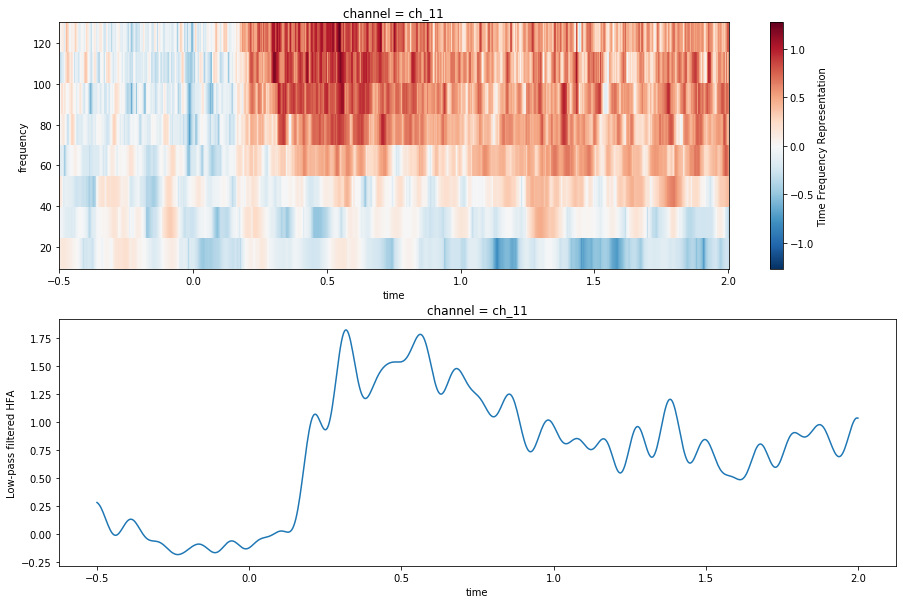 channel = ch_11
120
100
80
60
40
20
frequency
−0.5 0.0 0.5 1.0 1.5 2.0
time
1.0
0.5
0.0
−0.5
−1.0
Time Frequency Representation
channel = ch_11
1.75
1.50
1.25
1.00
0.75
0.50
0.25
0.00
−0.25
Low-pass filtered HFA
−0.5 0.0 0.5 1.0 1.5 2.0
time